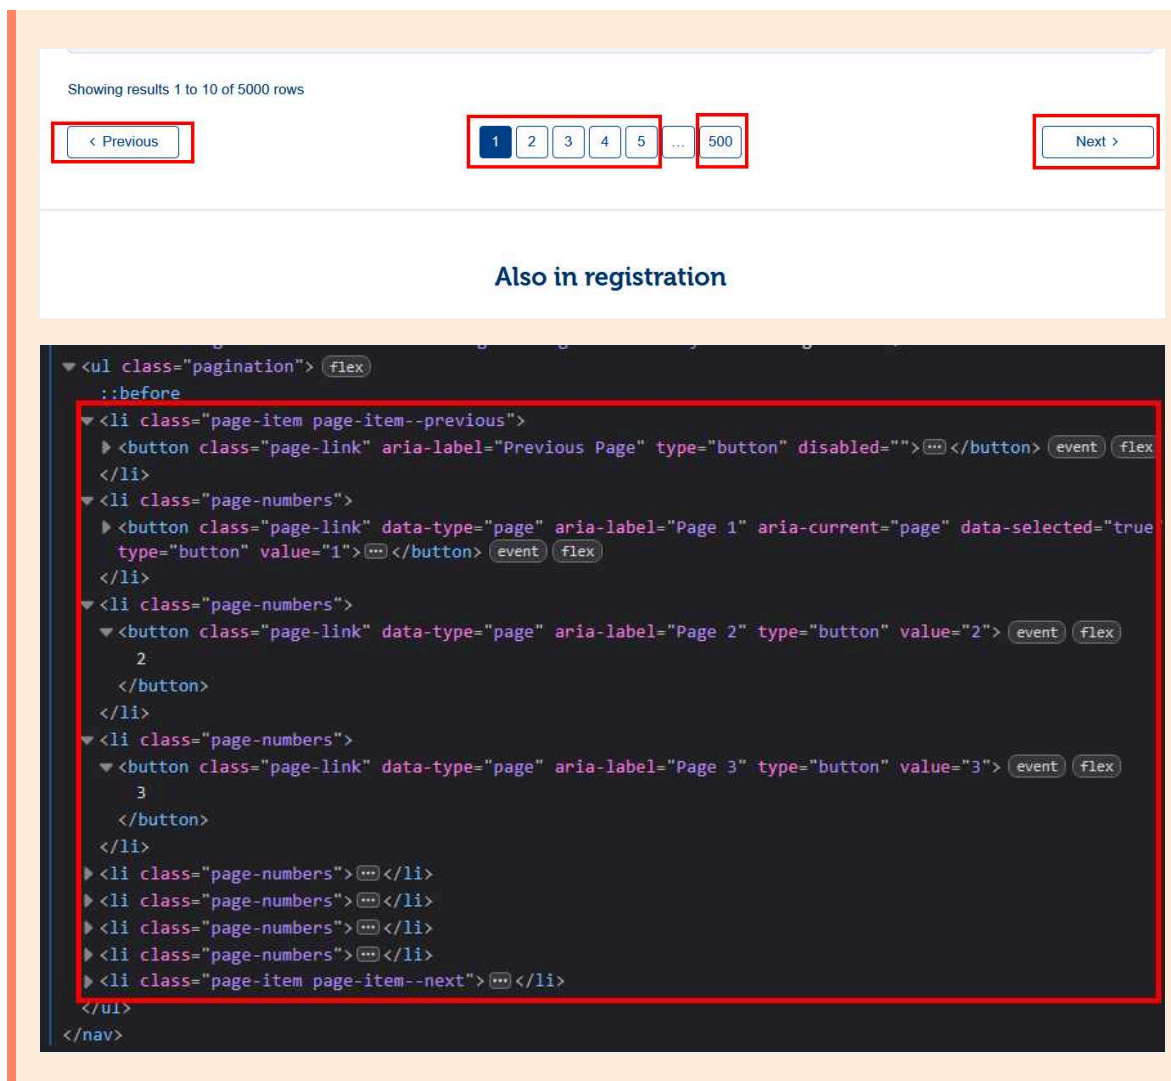 Showing results 1 to 10 of 5000 rows
< Previous
1 2 3 4 5 ... 500
Next >
Also in registration
<ul class="pagination"> flex
::before
<li class="page-item page-item--previous">
<button class="page-link" aria-label="Previous Page" type="button" disabled="">⋯</button> event flex
</li>
<li class="page-numbers">
<button class="page-link" data-type="page" aria-label="Page 1" aria-current="page" data-selected="true"
type="button" value="1">⋯</button> event flex
</li>
<li class="page-numbers">
<button class="page-link" data-type="page" aria-label="Page 2" type="button" value="2"> event flex
2
</button>
</li>
<li class="page-numbers">
<button class="page-link" data-type="page" aria-label="Page 3" type="button" value="3"> event flex
3
</button>
</li>
<li class="page-numbers">⋯</li>
<li class="page-numbers">⋯</li>
<li class="page-numbers">⋯</li>
<li class="page-numbers">⋯</li>
<li class="page-item page-item--next">⋯</li>
</ul>
</nav>